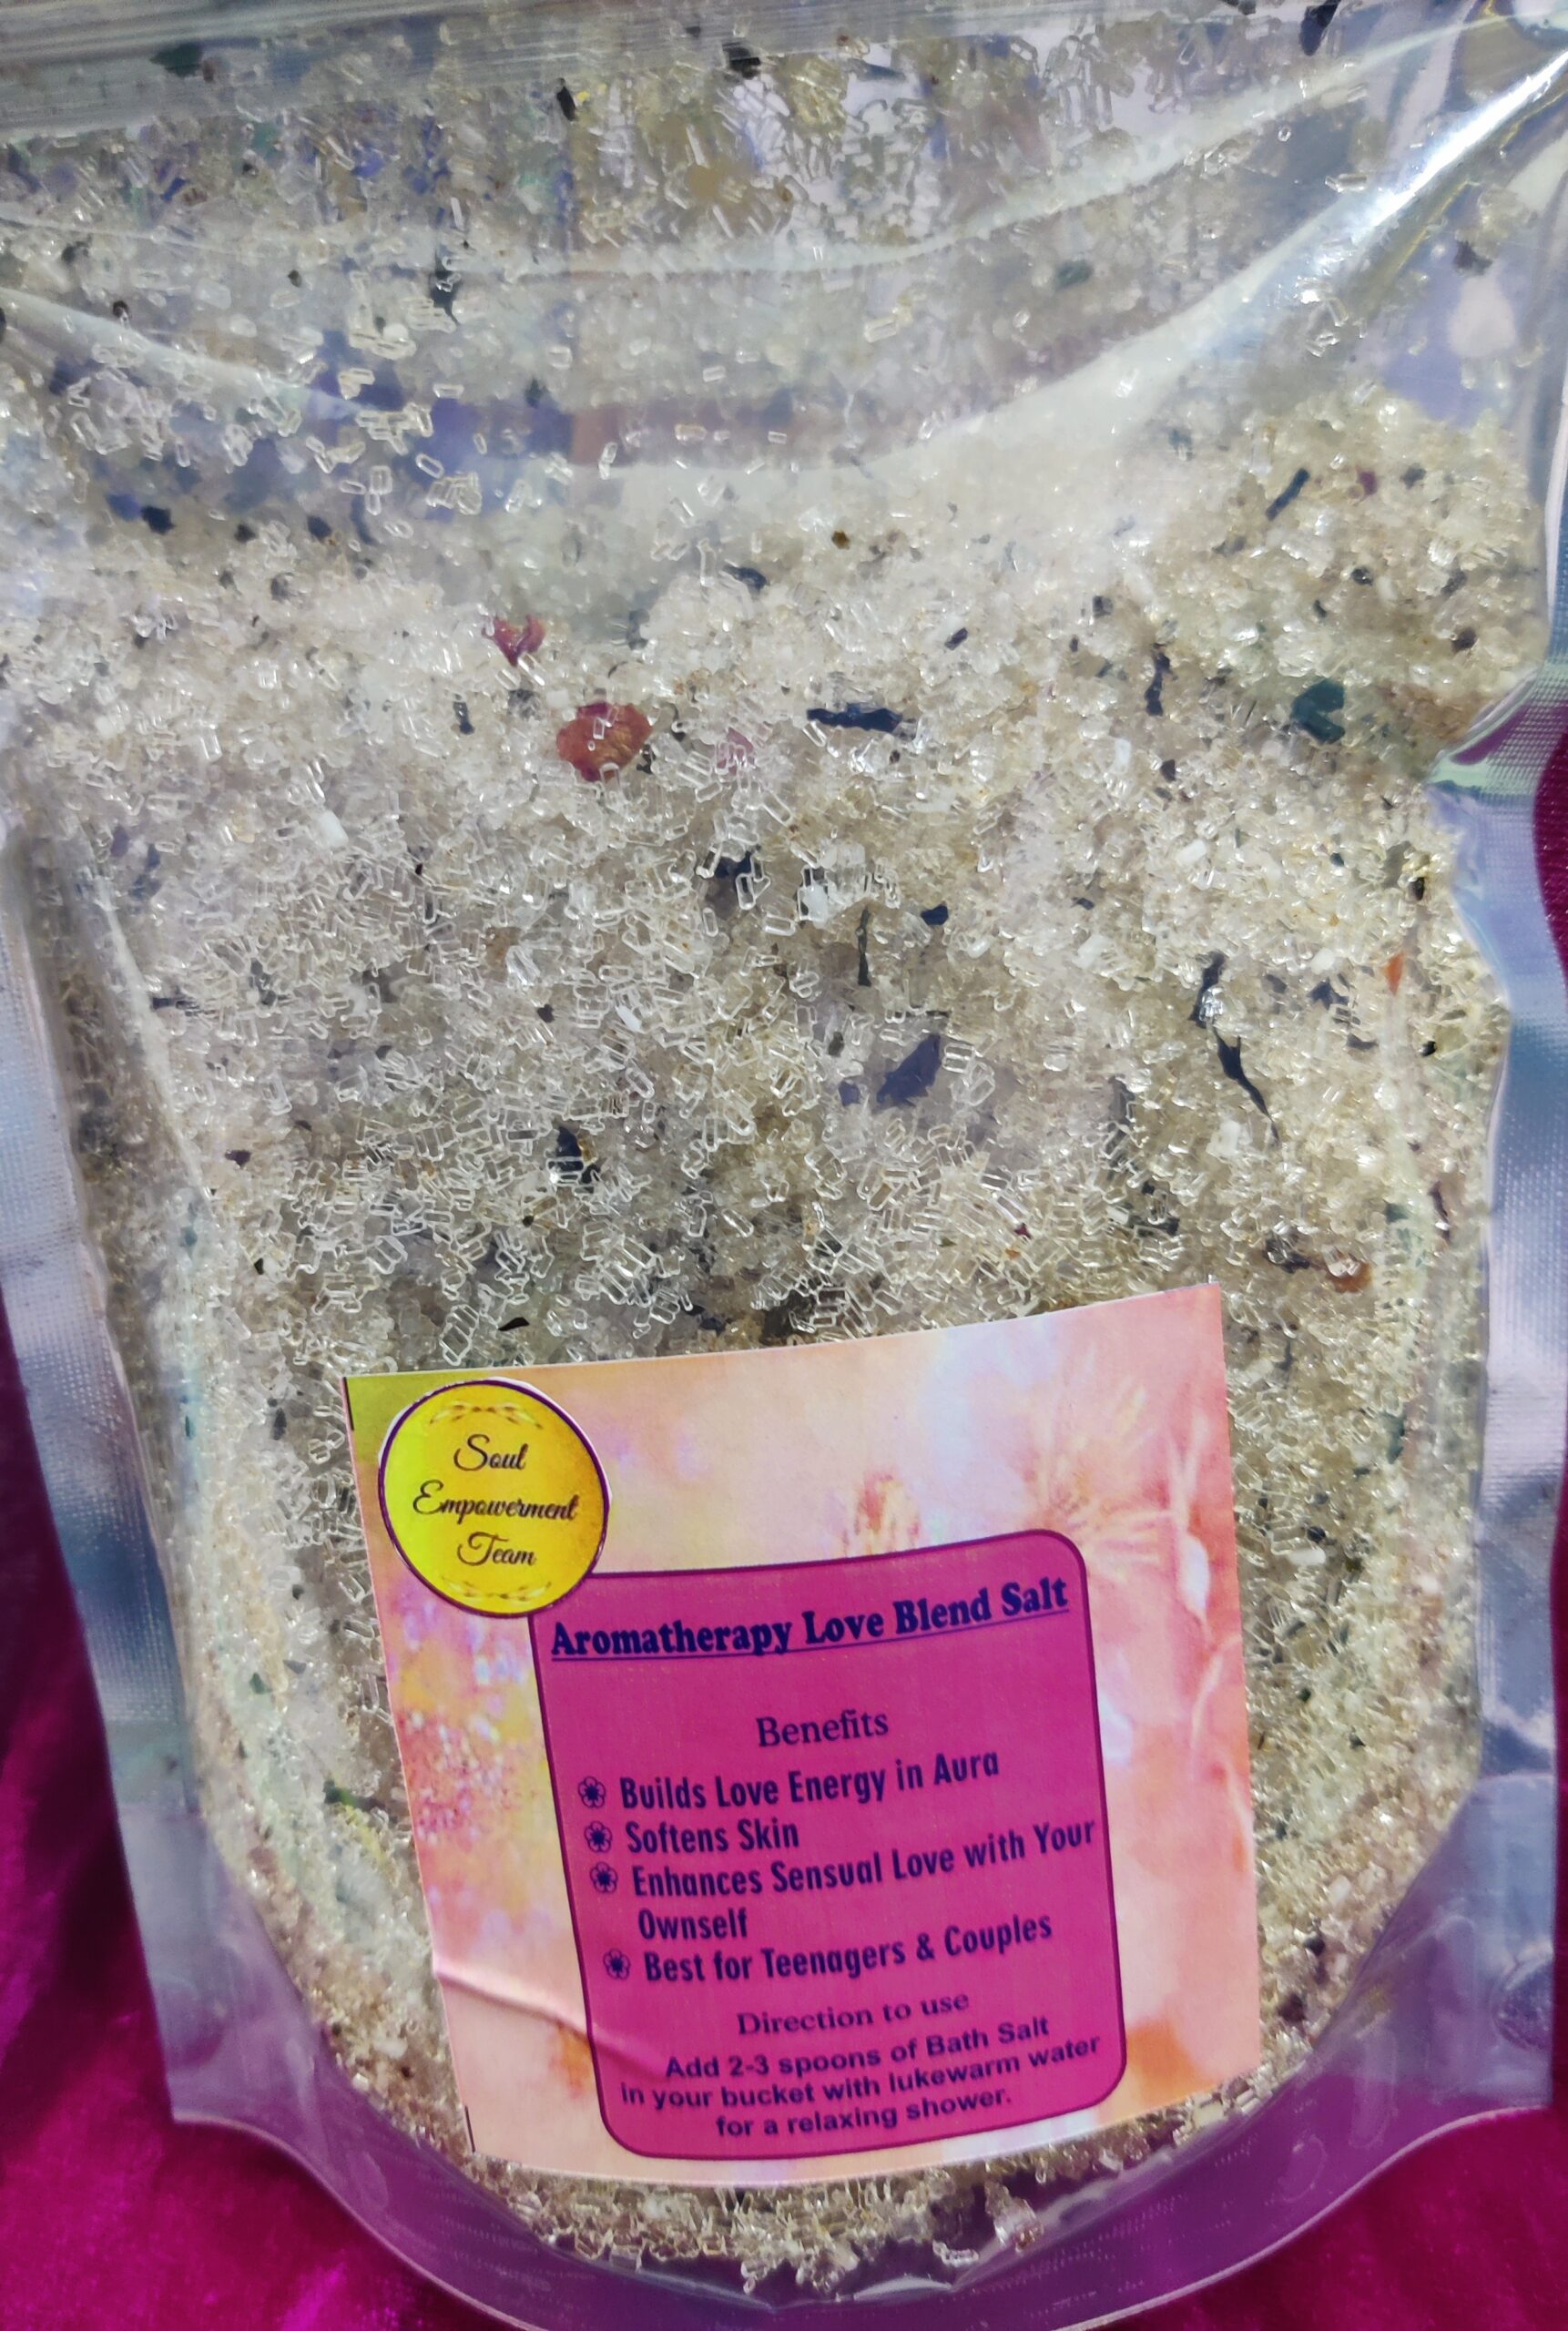 Soul
Empowerment
Team
Aromatherapy Love Blend Salt
Benefits
Builds Love Energy in Aura
Softens Skin
Enhances Sensual Love with Your
Ownself
Best for Teenagers & Couples
Direction to use
Add 2-3 spoons of Bath Salt
in your bucket with lukewarm water
for a relaxing shower.